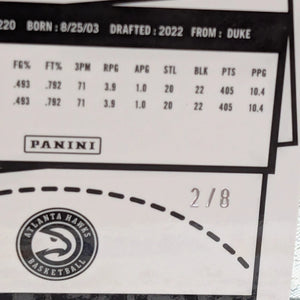 220 BORN : 8/25/03 DRAFTED : 2022 FROM : DUKE
FG% FT% 3PM RPG APG STL BLK PTS PPG
.493 .792 71 3.9 1.0 20 22 405 10.4
.493 .792 71 3.9 1.0 20 22 405 10.4
PANINI
2/8
ATLANTA HAWKS
BASKETBALL